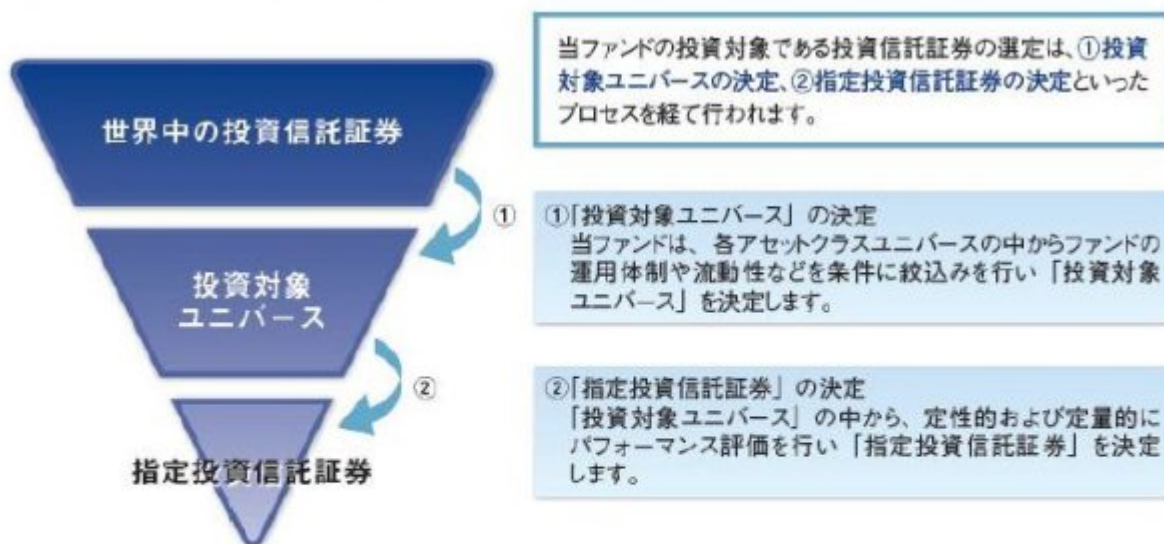 世界中の投資信託証券
①
投資対象
ユニバース
②
指定投資信託証券
当ファンドの投資対象である投資信託証券の選定は、①投資
対象ユニバースの決定、②指定投資信託証券の決定といった
プロセスを経て行われます。
①「投資対象ユニバース」の決定
当ファンドは、各アセットクラスユニバースの中からファンドの
運用体制や流動性などを条件に絞込みを行い「投資対象
ユニバース」を決定します。
②「指定投資信託証券」の決定
「投資対象ユニバース」の中から、定性的および定量的に
パフォーマンス評価を行い「指定投資信託証券」を決定
します。